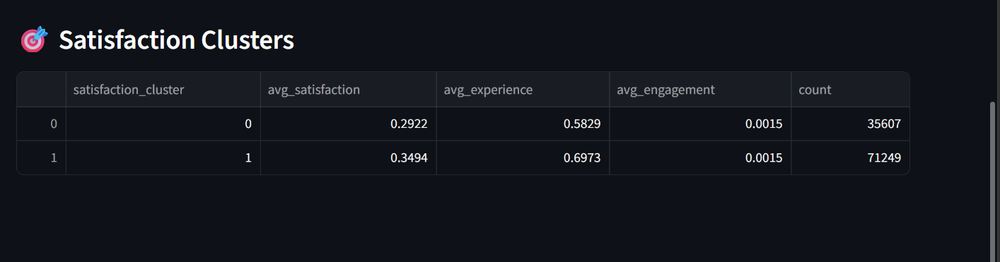 Satisfaction Clusters
satisfaction_cluster avg_satisfaction avg_experience avg_engagement count
0 0 0.2922 0.5829 0.0015 35607
1 1 0.3494 0.6973 0.0015 71249